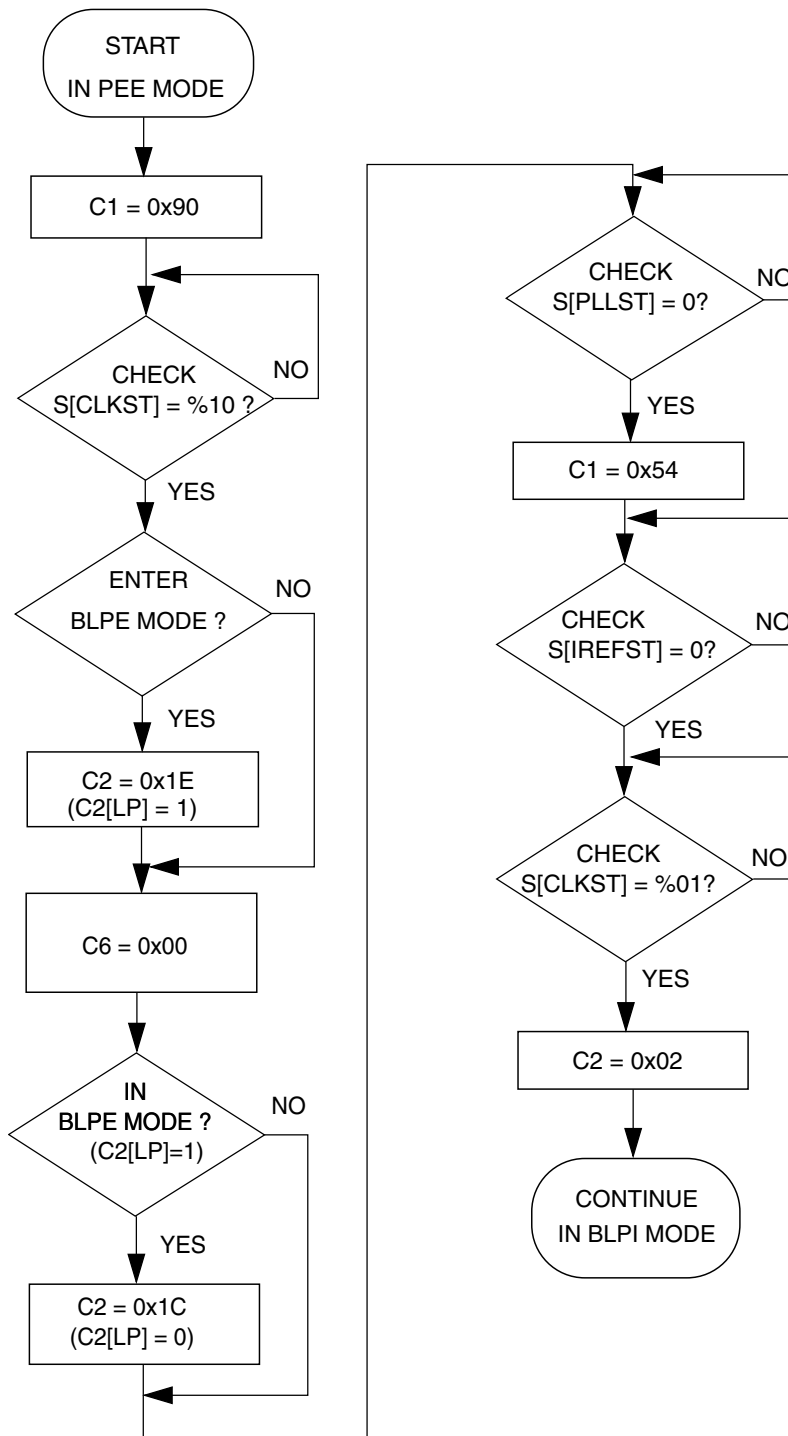 START
IN PEE MODE
C1 = 0x90
CHECK
S[CLKST] = %10 ?
NO
YES
ENTER
BLPE MODE ?
NO
YES
C2 = 0x1E
(C2[LP] = 1)
C6 = 0x00
IN
BLPE MODE ?
(C2[LP]=1)
NO
YES
C2 = 0x1C
(C2[LP] = 0)
CHECK
S[PLLST] = 0?
NO
YES
C1 = 0x54
CHECK
S[IREFST] = 0?
NO
YES
CHECK
S[CLKST] = %01?
NO
YES
C2 = 0x02
CONTINUE
IN BLPI MODE